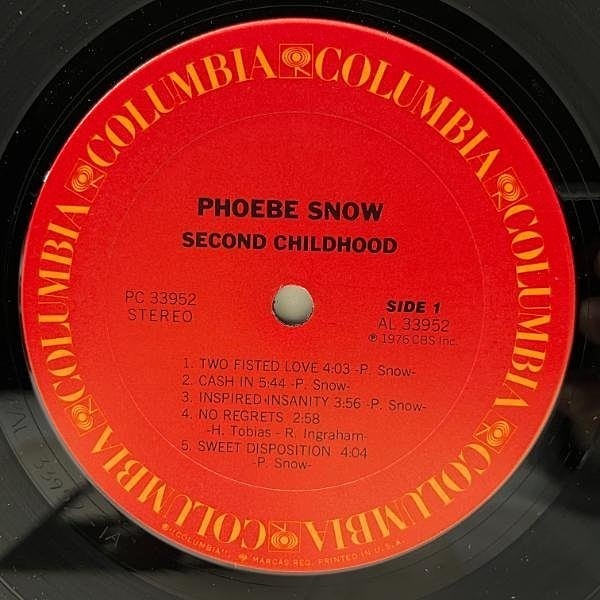 COLUMBIA COLUMBIA COLUMBIA COLUMBIA COLUMBIA COLUMBIA
PHOEBE SNOW
SECOND CHILDHOOD
PC 33952
STEREO
SIDE 1
AL 33952
℗ 1976 CBS Inc.
1. TWO FISTED LOVE 4:03 -P. Snow-
2. CASH IN 5:44 -P. Snow-
3. INSPIRED INSANITY 3:56 -P. Snow-
4. NO REGRETS 2:58
-H. Tobias - R. Ingraham-
5. SWEET DISPOSITION 4:04
-P. Snow-
® "COLUMBIA", MARCAS REG. PRINTED IN U.S.A.